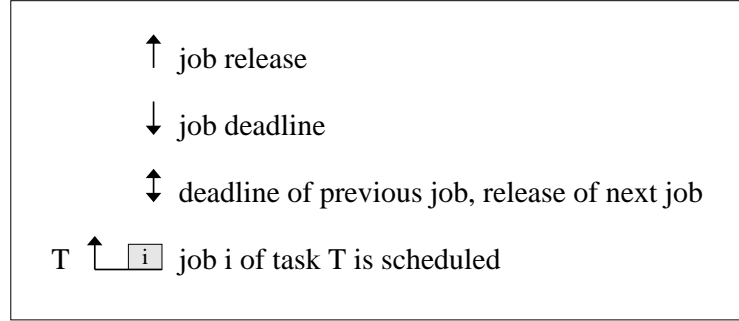 job release
job deadline
deadline of previous job, release of next job
T i job i of task T is scheduled